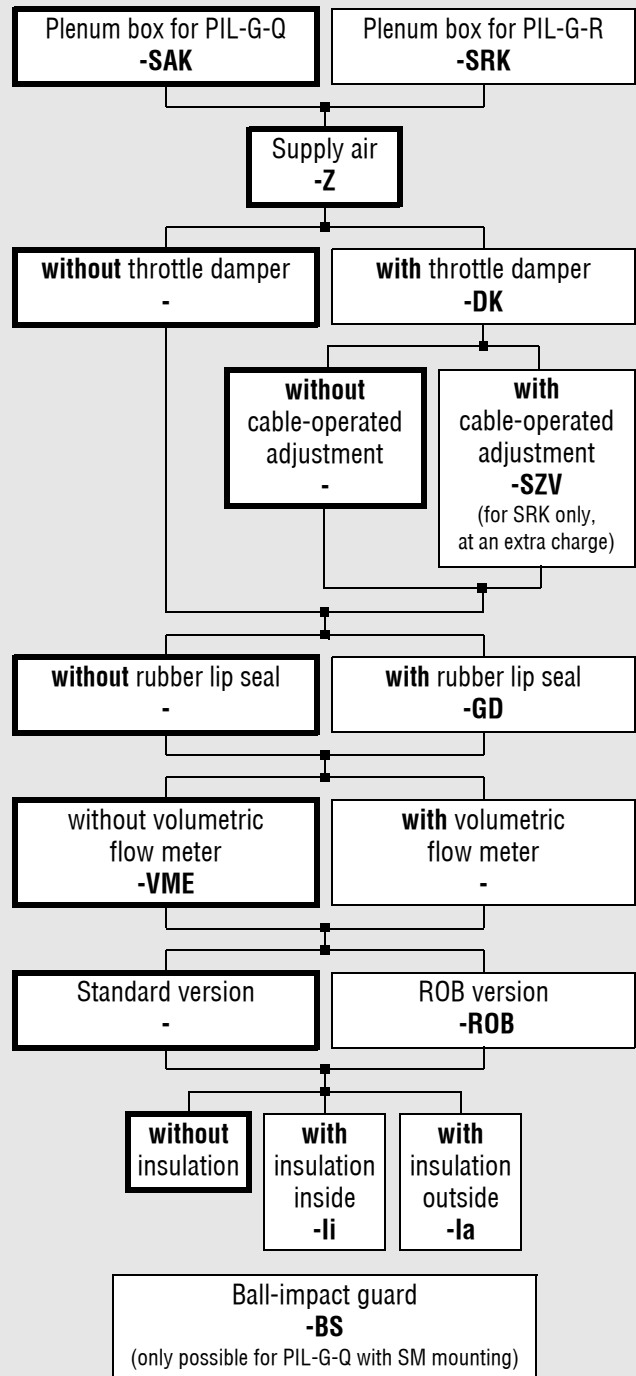 Plenum box for PIL-G-Q
-SAK
Plenum box for PIL-G-R
-SRK
Supply air
-Z
without throttle damper
-
with throttle damper
-DK
without
cable-operated
adjustment
-
with
cable-operated
adjustment
-SZV
(for SRK only,
at an extra charge)
without rubber lip seal
-
with rubber lip seal
-GD
without volumetric
flow meter
-VME
with volumetric
flow meter
-
Standard version
-
ROB version
-ROB
without
insulation
with
insulation
inside
-Ii
with
insulation
outside
-Ia
Ball-impact guard
-BS
(only possible for PIL-G-Q with SM mounting)